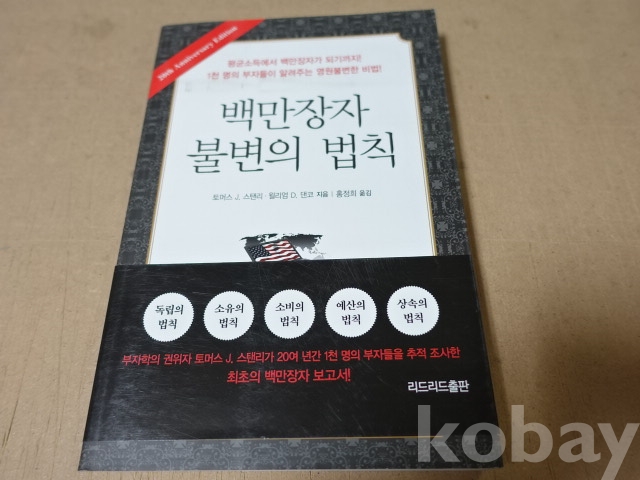 20th Anniversary Edition
평균소득에서 백만장자가 되기까지!
1천 명의 부자들이 알려주는 영원불변한 비법!
백만장자
불변의 법칙
토머스 J. 스탠리 · 윌리엄 D. 댄코 지음 | 홍정희 옮김
독립의 법칙
소유의 법칙
소비의 법칙
예산의 법칙
상속의 법칙
부자학의 권위자 토머스 J. 스탠리가 20여 년간 1천 명의 부자들을 추적 조사한
최초의 백만장자 보고서!
리드리드출판
kobay